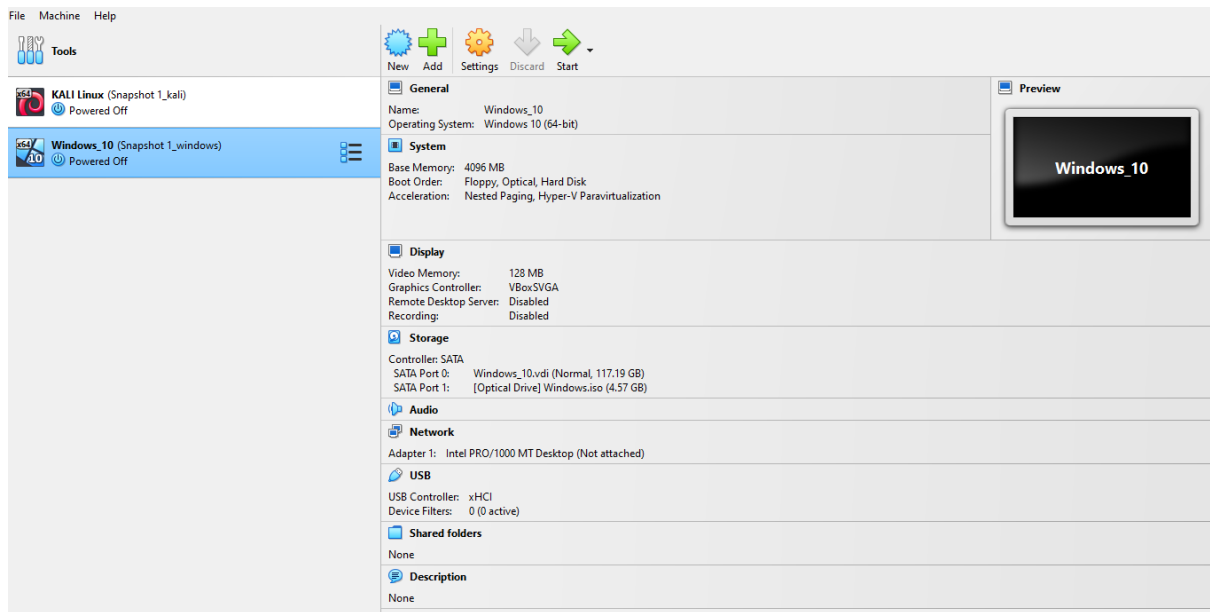 File Machine Help
Tools
New Add Settings Discard Start
x64 KALI Linux (Snapshot 1_kali)
Powered Off
x64 10 Windows_10 (Snapshot 1_windows)
Powered Off
General
Name: Windows_10
Operating System: Windows 10 (64-bit)
System
Base Memory: 4096 MB
Boot Order: Floppy, Optical, Hard Disk
Acceleration: Nested Paging, Hyper-V Paravirtualization
Preview
Windows_10
Display
Video Memory: 128 MB
Graphics Controller: VBoxSVGA
Remote Desktop Server: Disabled
Recording: Disabled
Storage
Controller: SATA
SATA Port 0: Windows_10.vdi (Normal, 117.19 GB)
SATA Port 1: [Optical Drive] Windows.iso (4.57 GB)
Audio
Network
Adapter 1: Intel PRO/1000 MT Desktop (Not attached)
USB
USB Controller: xHCI
Device Filters: 0 (0 active)
Shared folders
None
Description
None